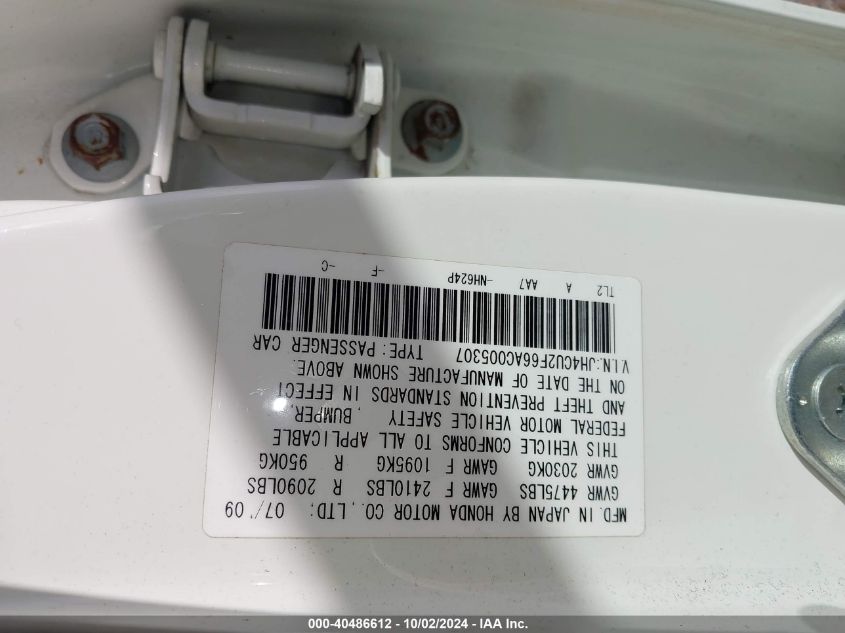 MFD. IN JAPAN BY HONDA MOTOR CO., LTD. 07/'09
GVWR 4475LBS GAWR F 2410LBS R 2090LBS
GVWR 2030KG GAWR F 1095KG R 950KG
THIS VEHICLE CONFORMS TO ALL APPLICABLE
FEDERAL MOTOR VEHICLE SAFETY, BUMPER,
AND THEFT PREVENTION STANDARDS IN EFFECT
ON THE DATE OF MANUFACTURE SHOWN ABOVE.
V.I.N.:JH4CU2F66AC005307 TYPE:PASSENGER CAR
TL2 A AA7 -NH624P -F -C
000-40486612 - 10/02/2024 - IAA Inc.